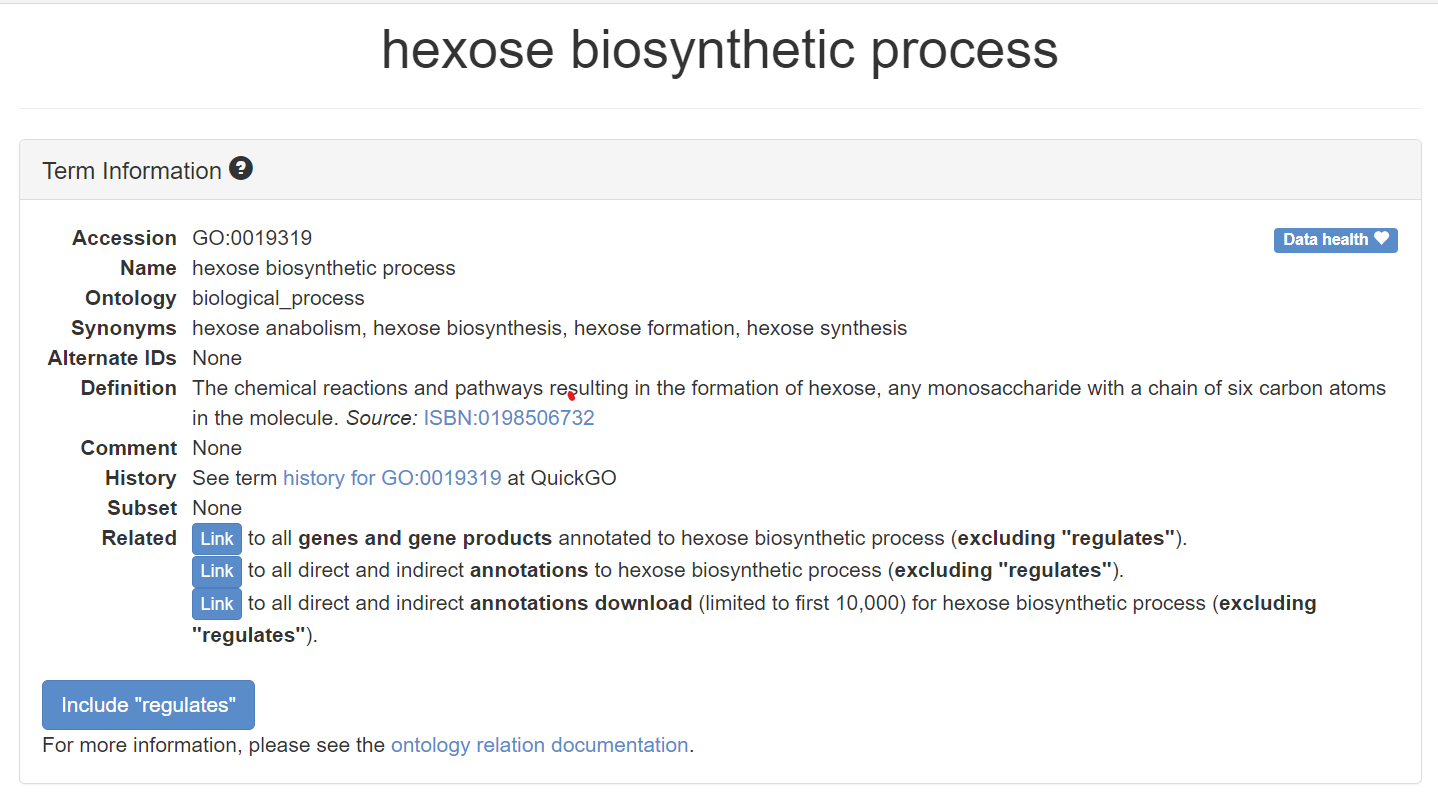 hexose biosynthetic process
Term Information ?
Accession GO:0019319
Data health
Name hexose biosynthetic process
Ontology biological_process
Synonyms hexose anabolism, hexose biosynthesis, hexose formation, hexose synthesis
Alternate IDs None
Definition The chemical reactions and pathways resulting in the formation of hexose, any monosaccharide with a chain of six carbon atoms
in the molecule. Source: ISBN:0198506732
Comment None
History See term history for GO:0019319 at QuickGO
Subset None
Related Link to all genes and gene products annotated to hexose biosynthetic process (excluding "regulates").
Link to all direct and indirect annotations to hexose biosynthetic process (excluding "regulates").
Link to all direct and indirect annotations download (limited to first 10,000) for hexose biosynthetic process (excluding
"regulates").
Include "regulates"
For more information, please see the ontology relation documentation.